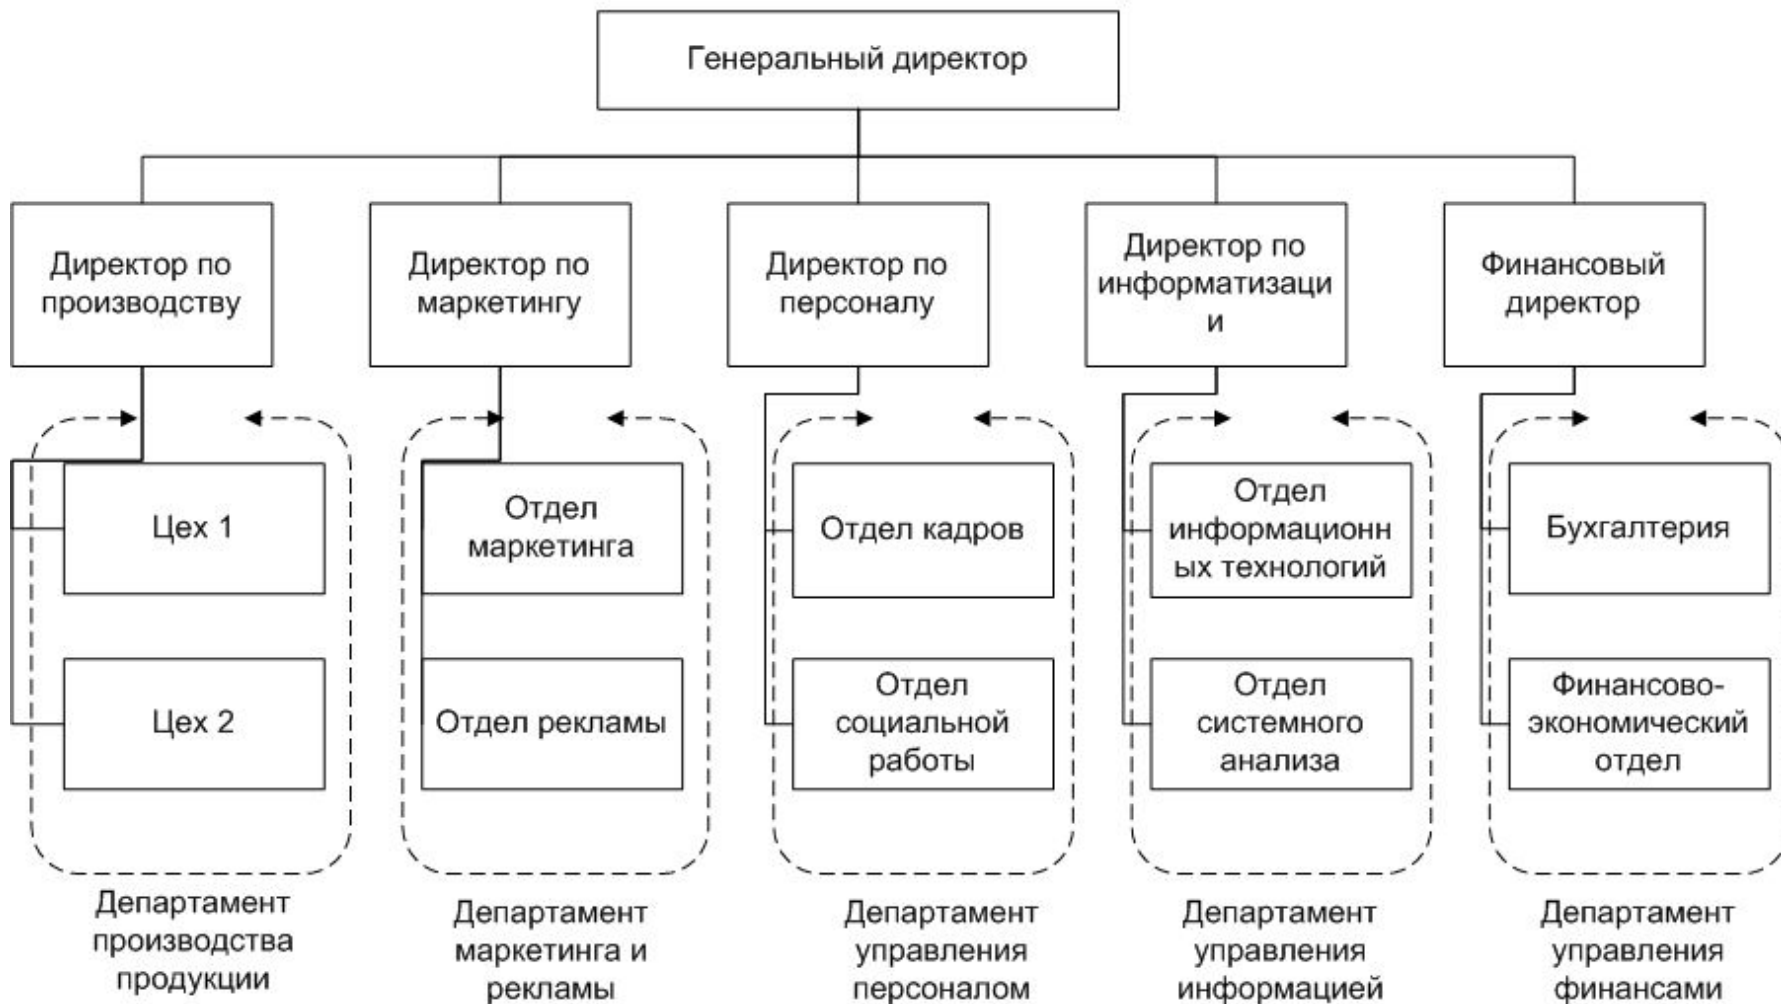 Генеральный директор
Директор по
производству
Директор по
маркетингу
Директор по
персоналу
Директор по
информатизаци
и
Финансовый
директор
Цех 1
Отдел
маркетинга
Отдел кадров
Отдел
информационн
ых технологий
Бухгалтерия
Цех 2
Отдел рекламы
Отдел
социальной
работы
Отдел
системного
анализа
Финансово-
экономический
отдел
Департамент
производства
продукции
Департамент
маркетинга и
рекламы
Департамент
управления
персоналом
Департамент
управления
информацией
Департамент
управления
финансами